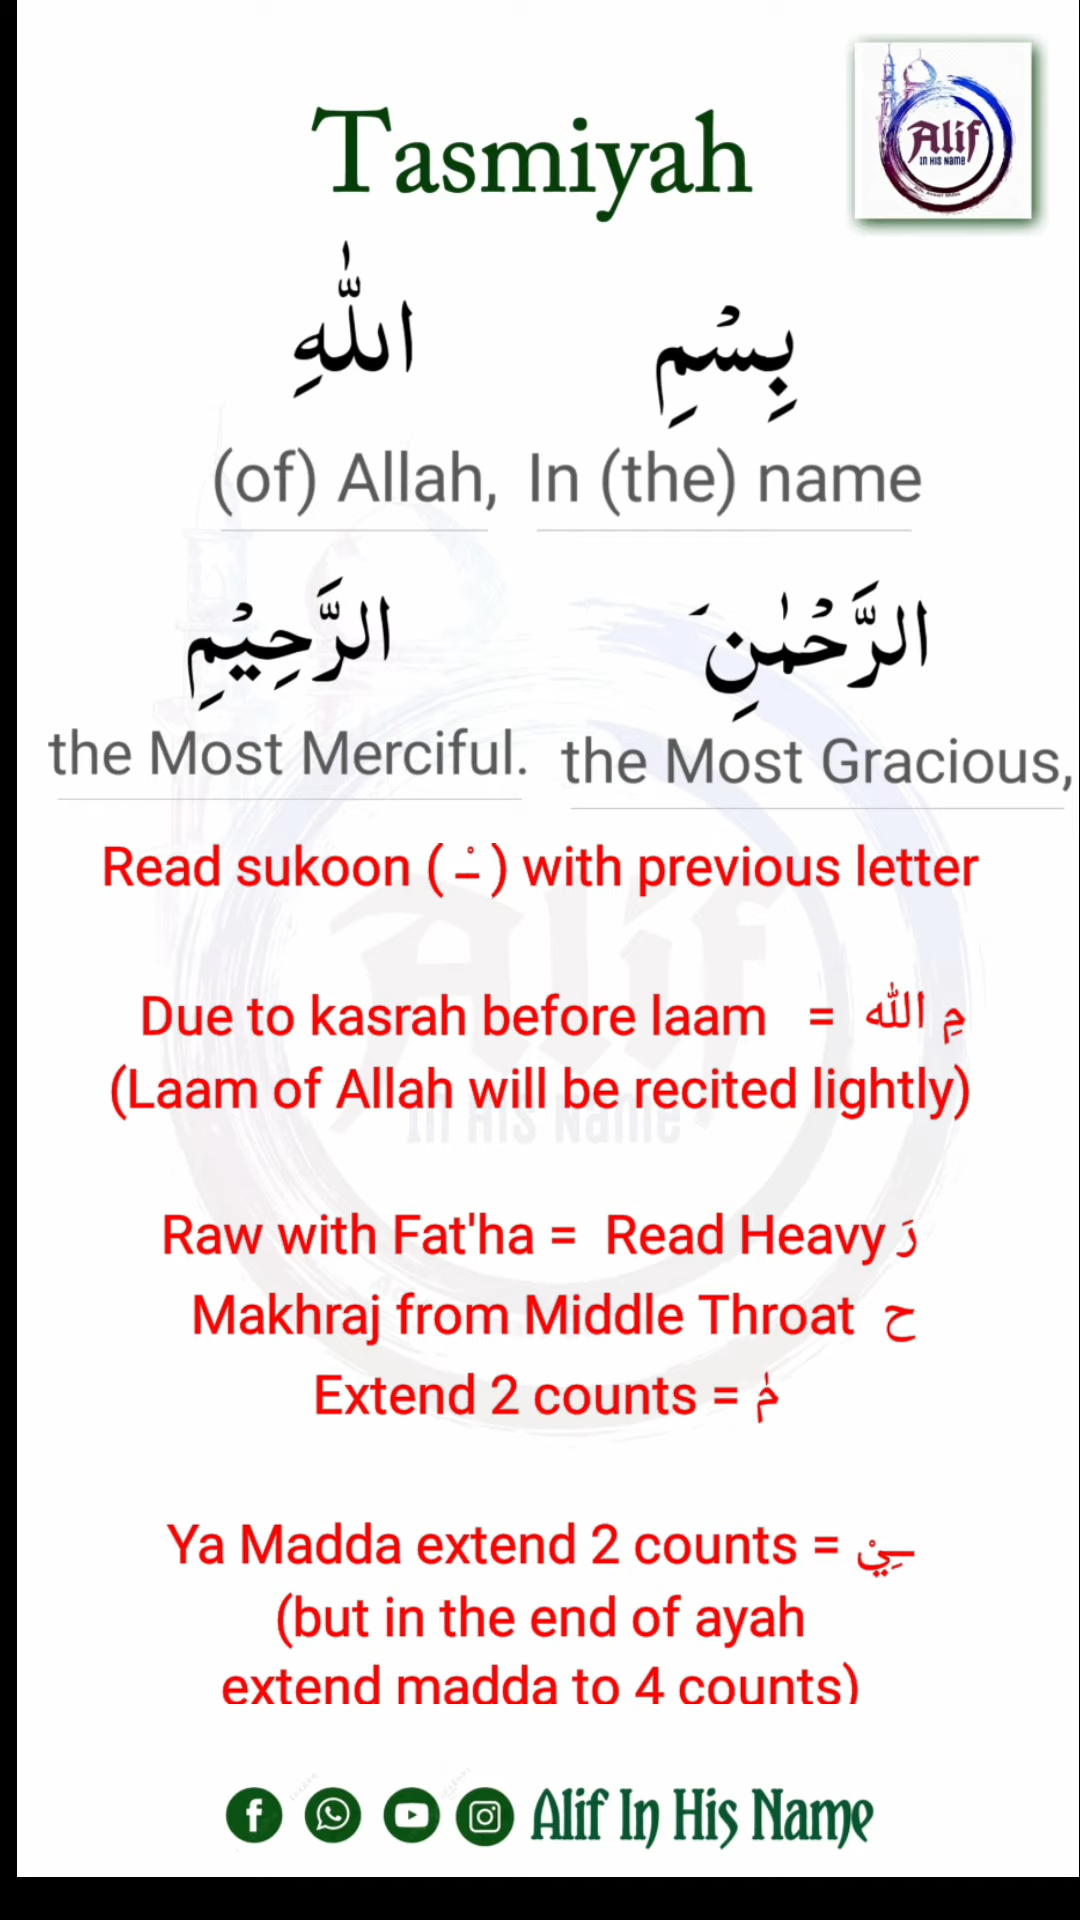 Tasmiyah
Alif
IN HIS NAME
بِسْمِ اللّٰهِ
In (the) name (of) Allah,
الرَّحْمٰنِ الرَّحِيْمِ
the Most Gracious, the Most Merciful.
Read sukoon ( ـْ ) with previous letter
Due to kasrah before laam = مِ اللّٰه
(Laam of Allah will be recited lightly)
Raw with Fat'ha = Read Heavy رَ
Makhraj from Middle Throat ح
Extend 2 counts = مٰ
Ya Madda extend 2 counts = ـِيْ
(but in the end of ayah
extend madda to 4 counts)
Alif In His Name